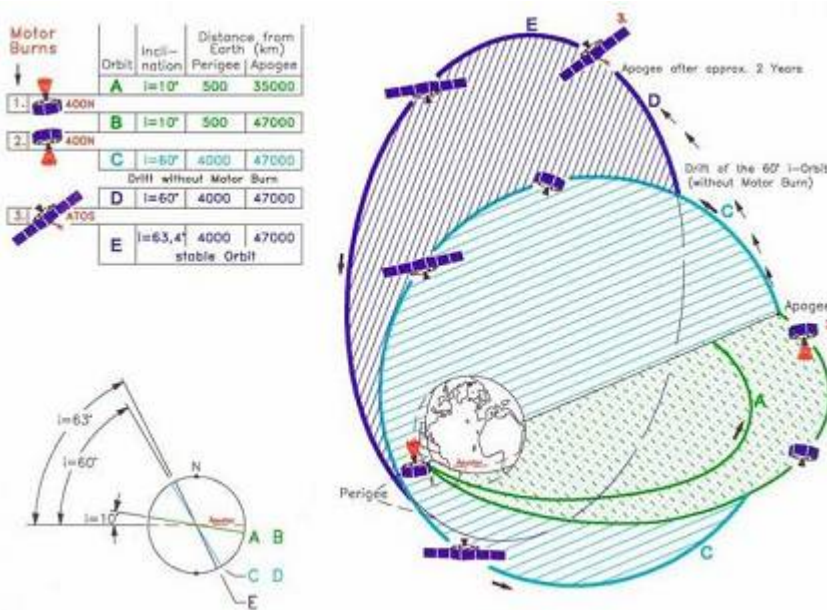 Motor
Burns
Distance from
Incli- Earth (km)
Orbit nation Perigee Apogee
A i=10° 500 35000
1. 400N
B i=10° 500 47000
2. 400N
C i=60° 4000 47000
Drift without Motor Burn
D i=60° 4000 47000
3. ATOS
E i=63,4° 4000 47000
stable Orbit
E
3.
Apogee after approx. 2 Years
D
Drift of the 60° i-Orbit
(without Motor Burn)
C
Apogee
A
Perigee
C
i=63°
i=60°
i=10°
N
A B
C D
E